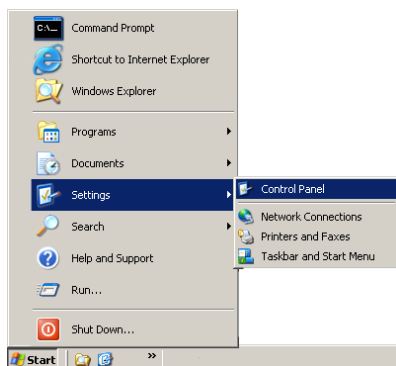 Command Prompt
Shortcut to Internet Explorer
Windows Explorer
Programs
Documents
Settings
Control Panel
Network Connections
Printers and Faxes
Taskbar and Start Menu
Search
Help and Support
Run...
Shut Down...
Start
»